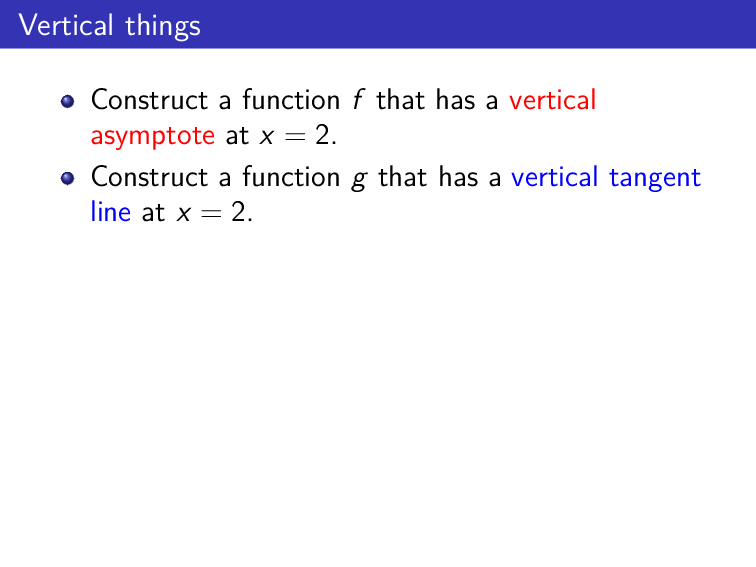 Vertical things
Construct a function f that has a vertical
asymptote at x = 2.
Construct a function g that has a vertical tangent
line at x = 2.